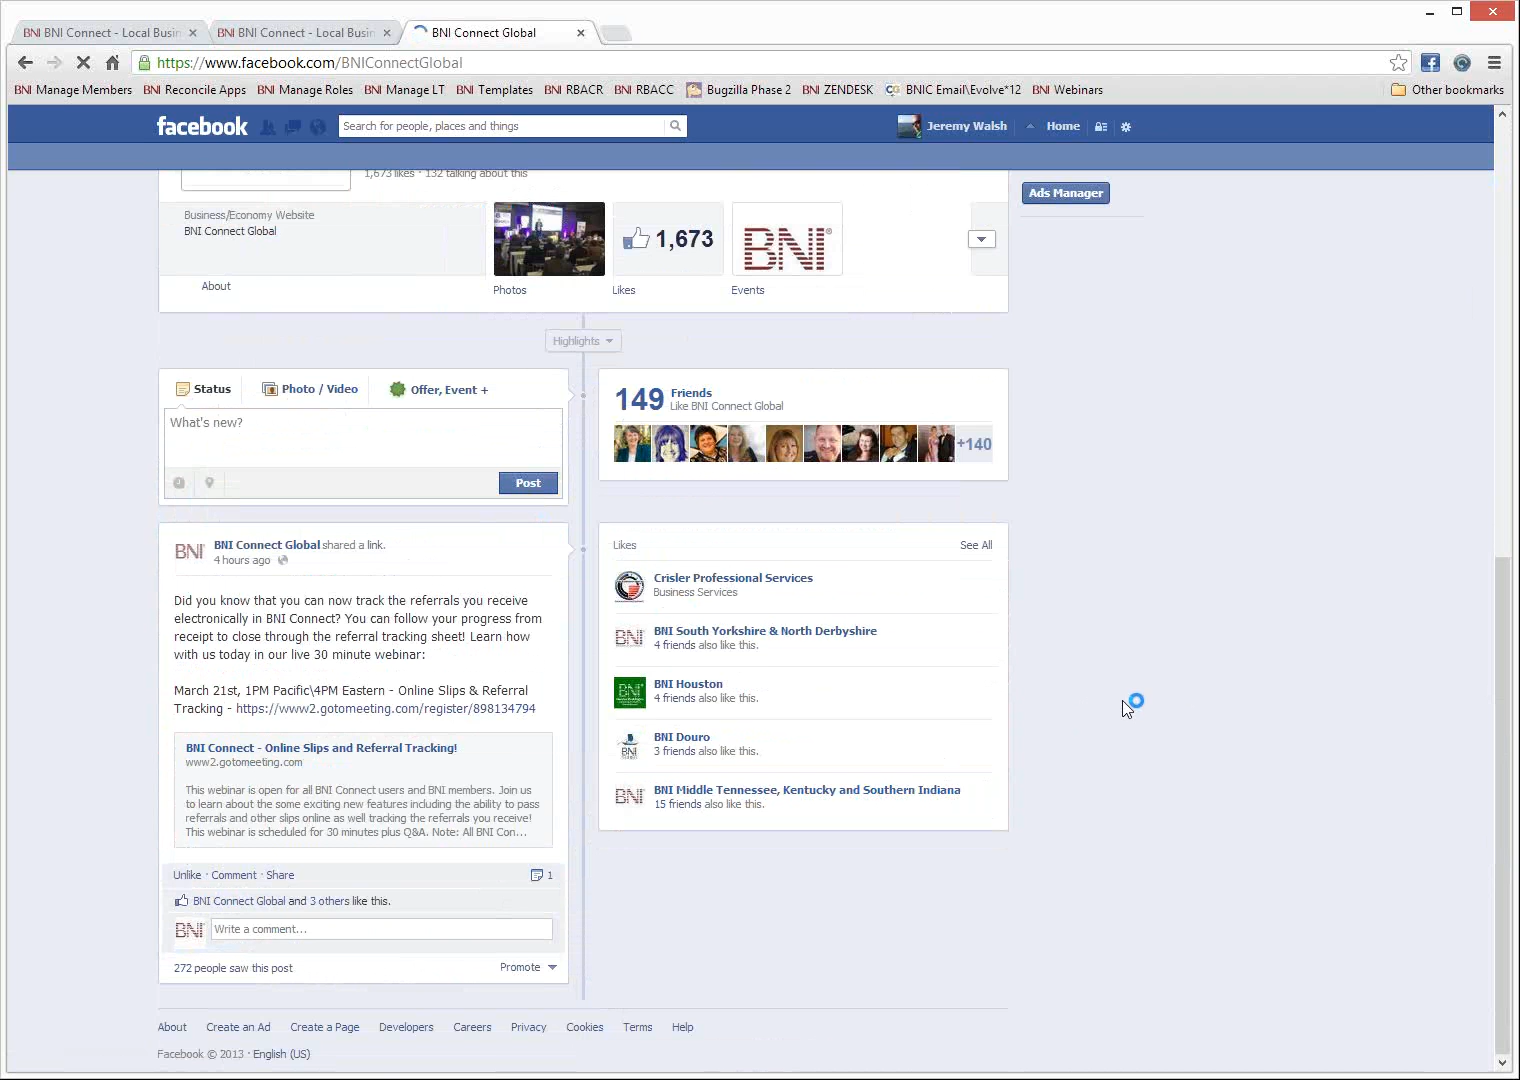 BNI BNI Connect - Local Busin
BNI BNI Connect - Local Busin
BNI Connect Global
https://www.facebook.com/BNIConnectGlobal
BNI Manage Members
BNI Reconcile Apps
BNI Manage Roles
BNI Manage LT
BNI Templates
BNI RBACR
BNI RBACC
Bugzilla Phase 2
BNI ZENDESK
CG BNIC Email\Evolve*12
BNI Webinars
Other bookmarks
facebook
Search for people, places and things
Jeremy Walsh
Home
1,673 likes · 132 talking about this
Ads Manager
Business/Economy Website
BNI Connect Global
About
Photos
1,673
Likes
BNI®
Events
Highlights
Status
Photo / Video
Offer, Event +
What's new?
Post
149 Friends
Like BNI Connect Global
+140
BNI
BNI Connect Global shared a link.
4 hours ago
Did you know that you can now track the referrals you receive
electronically in BNI Connect? You can follow your progress from
receipt to close through the referral tracking sheet! Learn how
with us today in our live 30 minute webinar:
March 21st, 1PM Pacific\4PM Eastern - Online Slips & Referral
Tracking - https://www2.gotomeeting.com/register/898134794
BNI Connect - Online Slips and Referral Tracking!
www2.gotomeeting.com
This webinar is open for all BNI Connect users and BNI members. Join us
to learn about the some exciting new features including the ability to pass
referrals and other slips online as well tracking the referrals you receive!
This webinar is scheduled for 30 minutes plus Q&A. Note: All BNI Con...
Unlike · Comment · Share
1
BNI Connect Global and 3 others like this.
BNI
Write a comment...
272 people saw this post
Promote
Likes
See All
Crisler Professional Services
Business Services
BNI
BNI South Yorkshire & North Derbyshire
4 friends also like this.
BNI
BNI Houston
4 friends also like this.
BNI
BNI Douro
3 friends also like this.
BNI
BNI Middle Tennessee, Kentucky and Southern Indiana
15 friends also like this.
About
Create an Ad
Create a Page
Developers
Careers
Privacy
Cookies
Terms
Help
Facebook © 2013 · English (US)